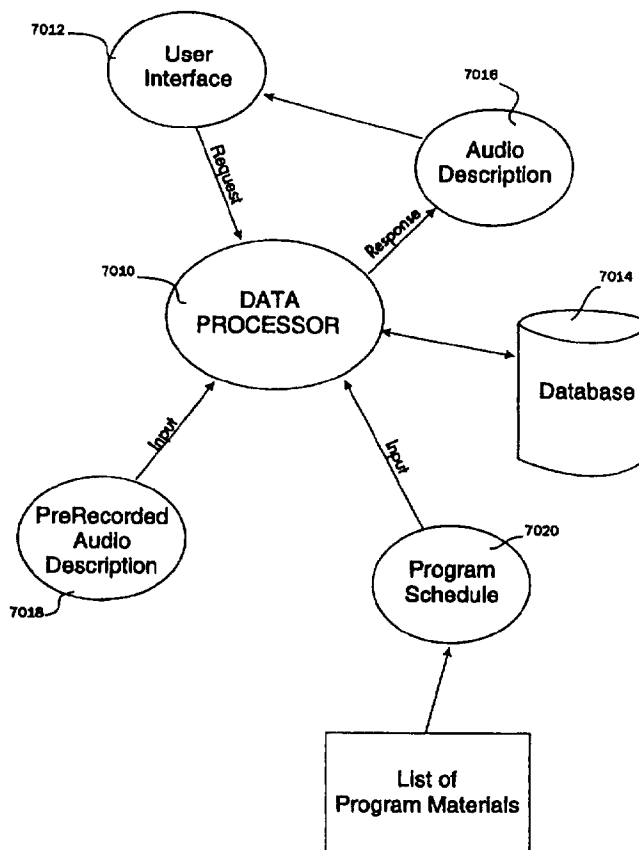 7012
User
Interface
7016
Audio
Description
Request
Response
7010
DATA
PROCESSOR
7014
Database
Input
Input
PreRecorded
Audio
Description
7018
7020
Program
Schedule
List of
Program Materials